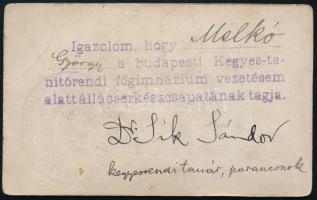 Igazolom, hogy Melkó
György a budapesti Kegyes-ta-
nitórendi főgimnázium vezetésem
alatt álló cserkészcsapatának tagja.
Dr Sík Sándor
kegyesrendi tanár, parancsnok